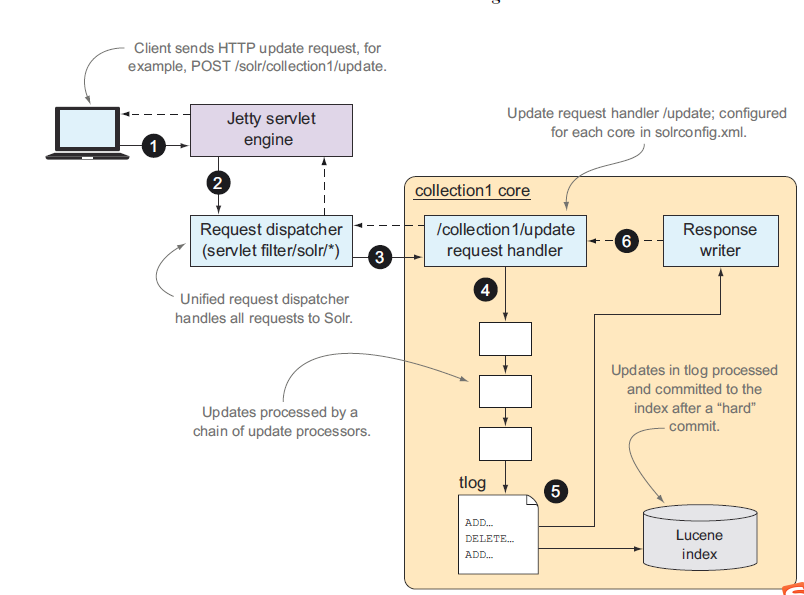 Client sends HTTP update request, for
example, POST /solr/collection1/update.
Jetty servlet
engine
Update request handler /update; configured
for each core in solrconfig.xml.
1
2
collection1 core
Request dispatcher
(servlet filter/solr/*)
/collection1/update
request handler
Response
writer
6
3
4
Unified request dispatcher
handles all requests to Solr.
Updates in tlog processed
and committed to the
index after a “hard”
commit.
Updates processed by a
chain of update processors.
tlog
5
ADD…
DELETE…
ADD…
Lucene
index